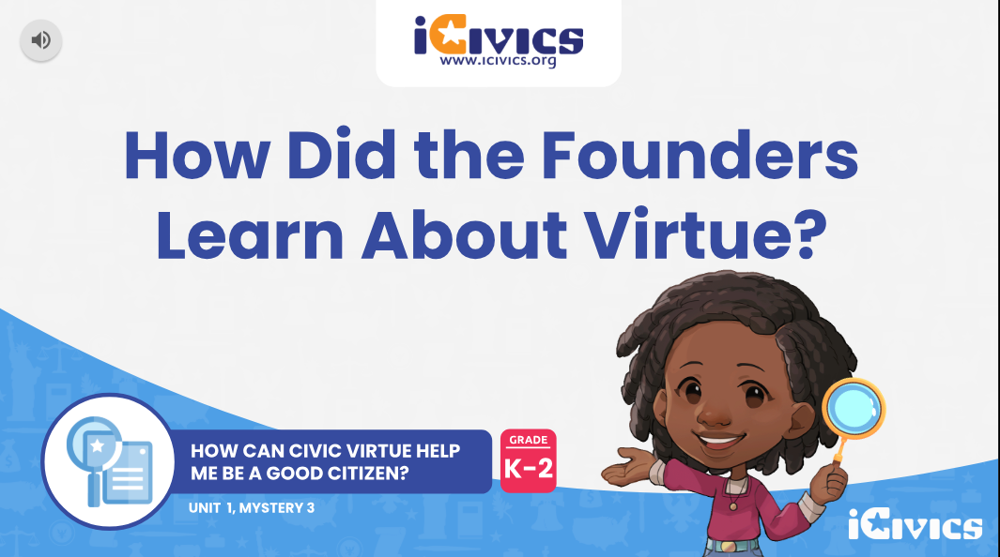 iCivics
www.icivics.org
How Did the Founders
Learn About Virtue?
HOW CAN CIVIC VIRTUE HELP
ME BE A GOOD CITIZEN?
GRADE
K–2
UNIT 1, MYSTERY 3
iCivics